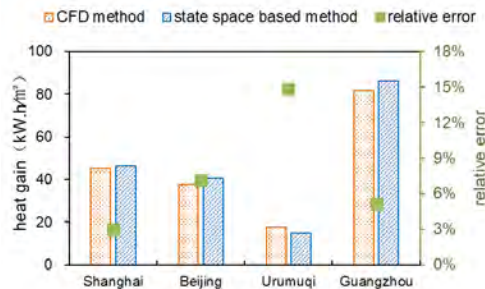 CFD method state space based method relative error
100 18%
80 15%
12%
60
9%
40
6%
20
3%
0 0%
heat gain（kW.h/m²）
relative error
Shanghai Beijing Urumuqi Guangzhou